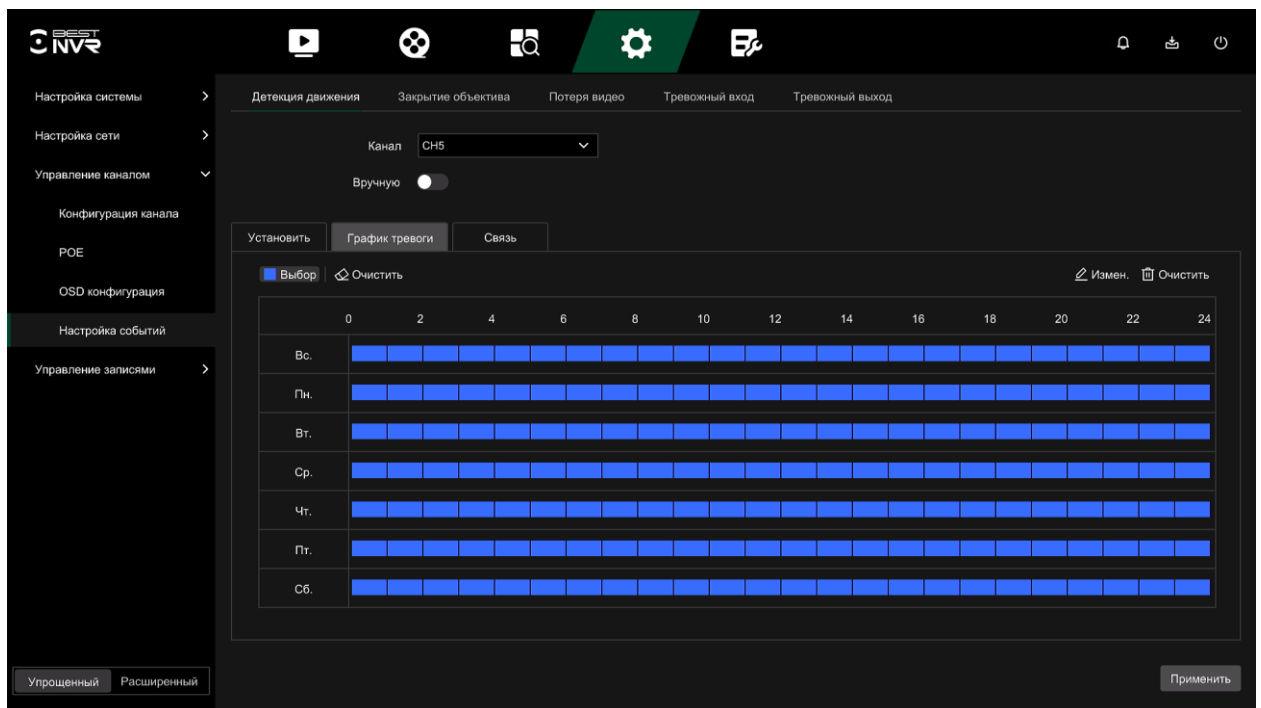 BEST
NVR
Настройка системы
Настройка сети
Управление каналом
Конфигурация канала
POE
OSD конфигурация
Настройка событий
Управление записями
Упрощенный Расширенный
Детекция движения Закрытие объектива Потеря видео Тревожный вход Тревожный выход
Канал CH5
Вручную
Установить График тревоги Связь
Выбор Очистить Измен. Очистить
0 2 4 6 8 10 12 14 16 18 20 22 24
Вс.
Пн.
Вт.
Ср.
Чт.
Пт.
Сб.
Применить